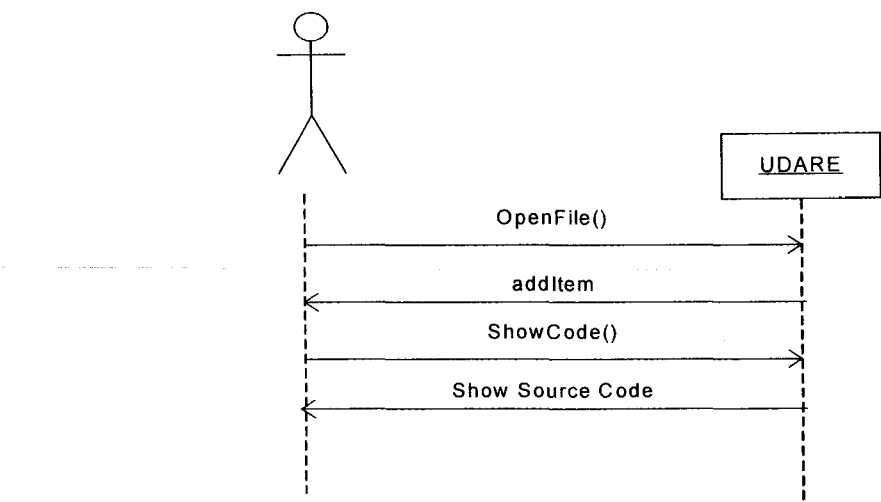 UDARE
OpenFile()
addItem
ShowCode()
Show Source Code